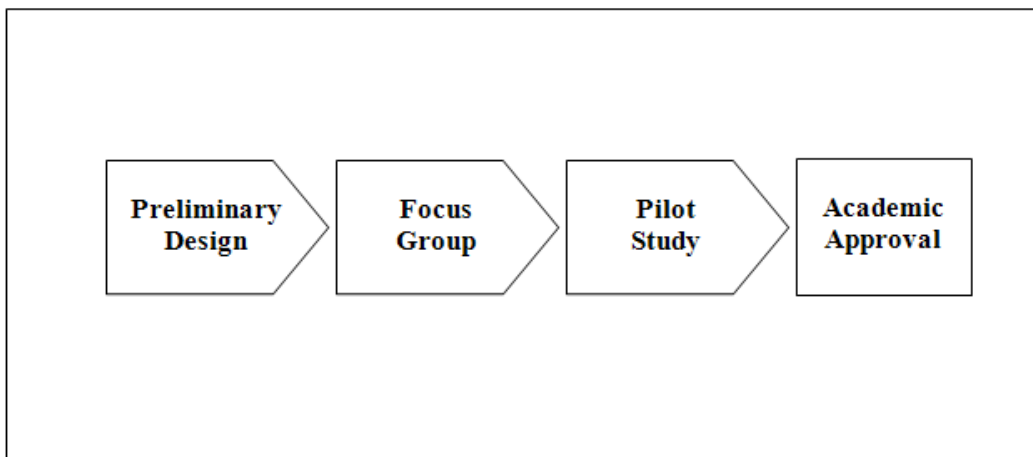 Preliminary
Design
Focus
Group
Pilot
Study
Academic
Approval